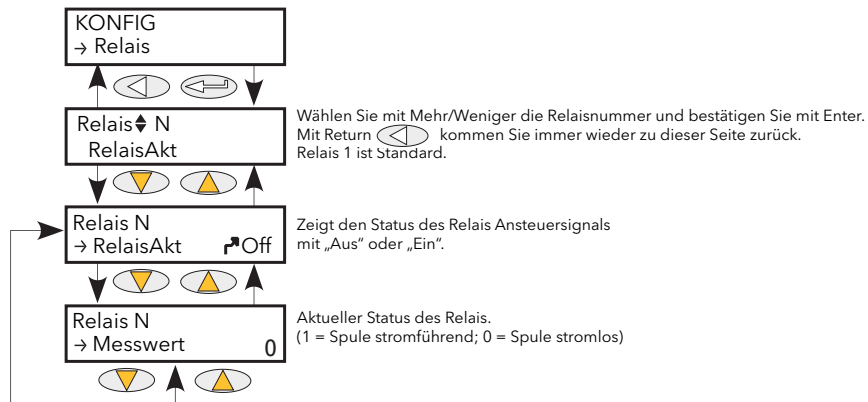 KONFIG
→ Relais
Relais N
RelaisAkt
Wählen Sie mit Mehr/Weniger die Relaisnummer und bestätigen Sie mit Enter.
Mit Return kommen Sie immer wieder zu dieser Seite zurück.
Relais 1 ist Standard.
Relais N
→ RelaisAkt Off
Zeigt den Status des Relais Ansteuersignals
mit „Aus" oder „Ein".
Relais N
→ Messwert 0
Aktueller Status des Relais.
(1 = Spule stromführend; 0 = Spule stromlos)